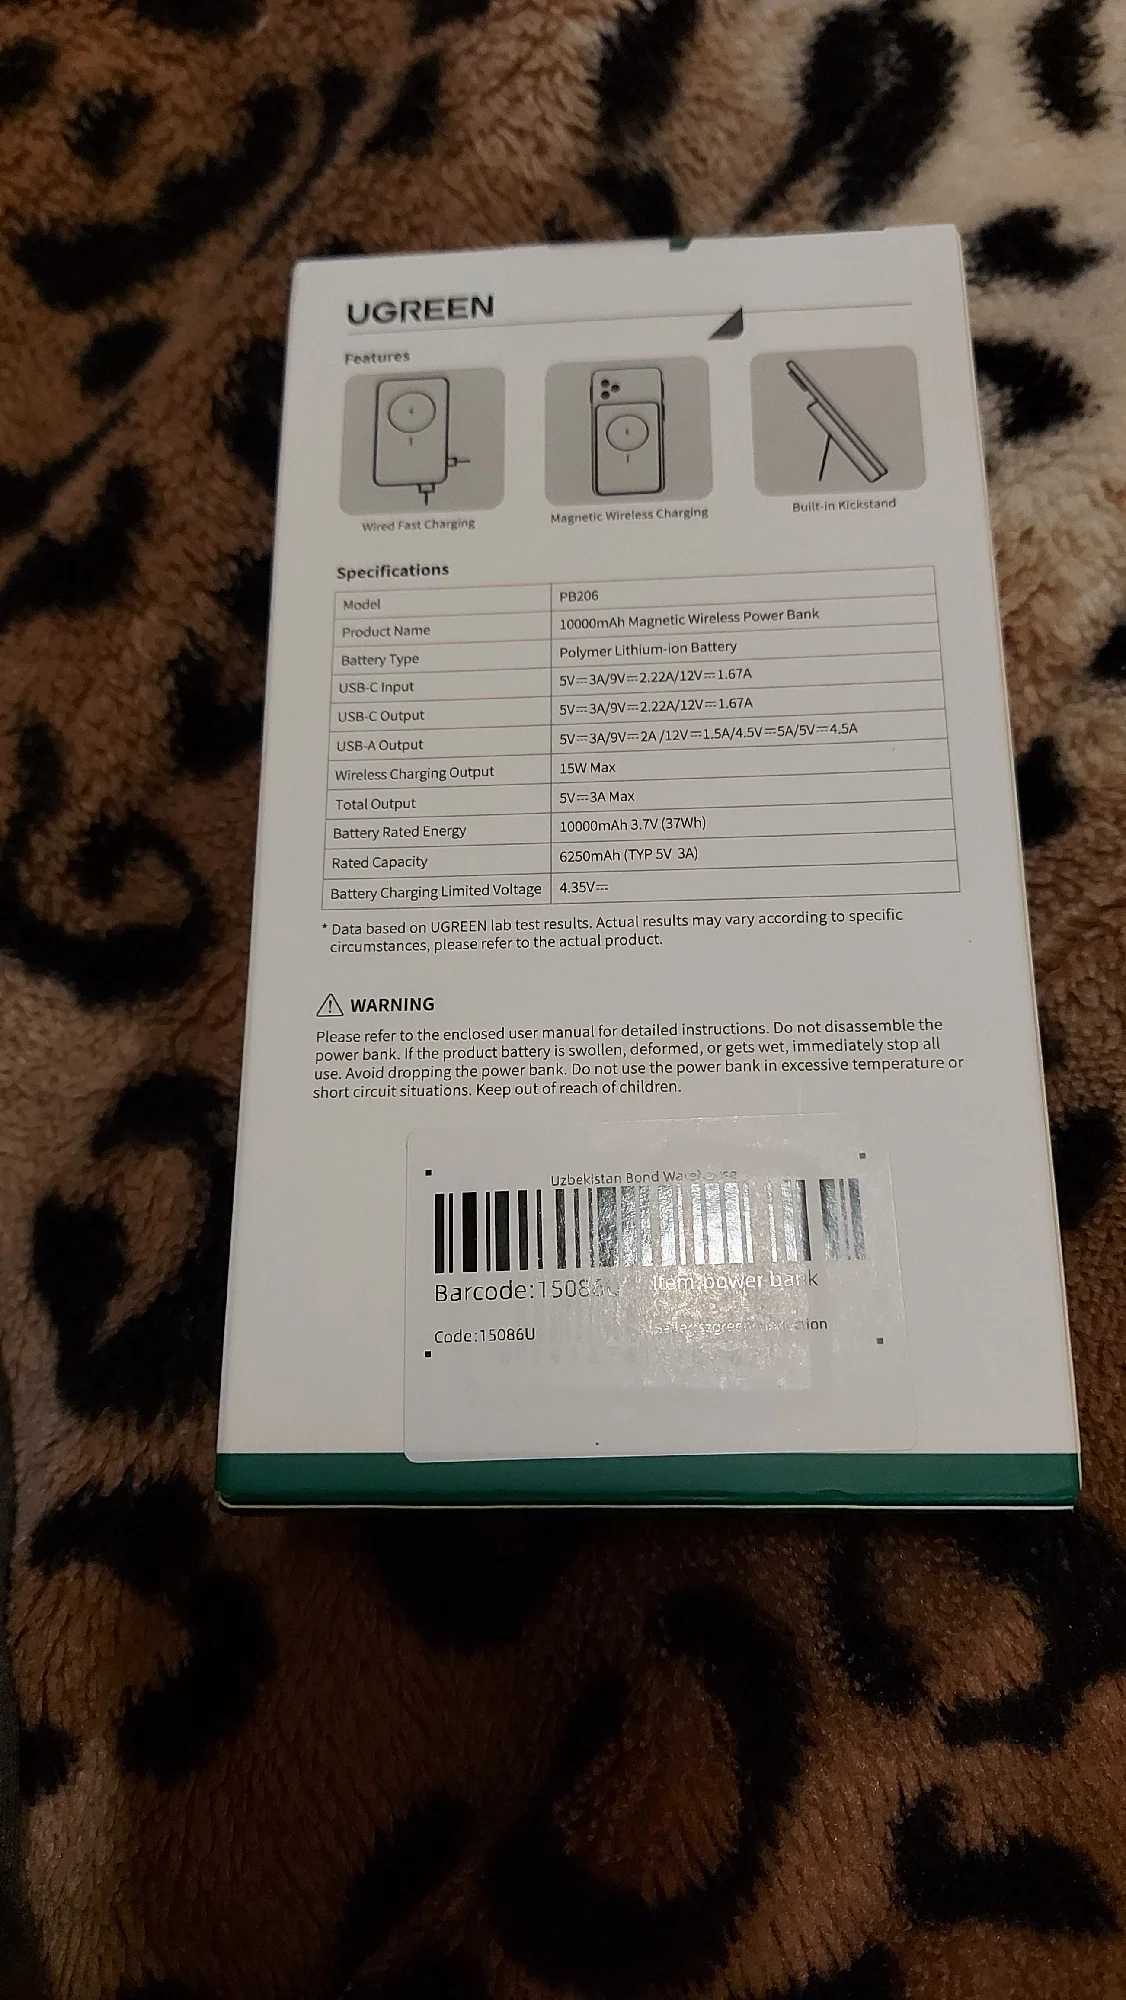 UGREEN
Features
Wired Fast Charging
Magnetic Wireless Charging
Built-in Kickstand
Specifications
Model PB206
Product Name 10000mAh Magnetic Wireless Power Bank
Battery Type Polymer Lithium-ion Battery
USB-C Input 5V⎓3A/9V⎓2.22A/12V⎓1.67A
USB-C Output 5V⎓3A/9V⎓2.22A/12V⎓1.67A
USB-A Output 5V⎓3A/9V⎓2A /12V⎓1.5A/4.5V⎓5A/5V⎓4.5A
Wireless Charging Output 15W Max
Total Output 5V⎓3A Max
Battery Rated Energy 10000mAh 3.7V (37Wh)
Rated Capacity 6250mAh (TYP 5V 3A)
Battery Charging Limited Voltage 4.35V⎓
* Data based on UGREEN lab test results. Actual results may vary according to specific
circumstances, please refer to the actual product.
⚠ WARNING
Please refer to the enclosed user manual for detailed instructions. Do not disassemble the
power bank. If the product battery is swollen, deformed, or gets wet, immediately stop all
use. Avoid dropping the power bank. Do not use the power bank in excessive temperature or
short circuit situations. Keep out of reach of children.
Uzbekistan Bond Warehouse
Barcode:15086U Item:power bank
Code:15086U